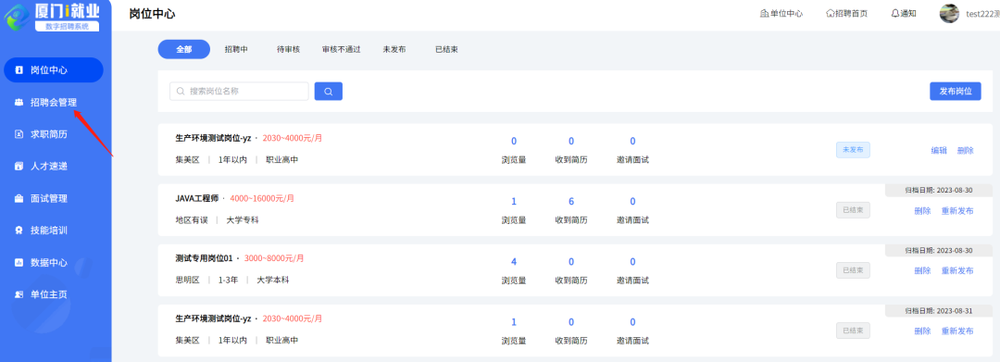 厦门i就业
数字招聘系统
岗位中心
招聘会管理
求职简历
人才速递
面试管理
技能培训
数据中心
单位主页
岗位中心
单位中心 招聘首页 通知 test222测
全部 招聘中 待审核 审核不通过 未发布 已结束
搜索岗位名称
发布岗位
生产环境测试岗位-yz · 2030~4000元/月
集美区 | 1年以内 | 职业高中
0 0 0
浏览量 收到简历 邀请面试
未发布
编辑 删除
JAVA工程师 · 4000~16000元/月
地区有误 | 大学专科
1 6 0
浏览量 收到简历 邀请面试
已结束
归档日期: 2023-08-30
删除 重新发布
测试专用岗位01 · 3000~8000元/月
思明区 | 1-3年 | 大学本科
4 0 0
浏览量 收到简历 邀请面试
已结束
归档日期: 2023-08-30
删除 重新发布
生产环境测试岗位-yz · 2030~4000元/月
集美区 | 1年以内 | 职业高中
1 0 0
浏览量 收到简历 邀请面试
已结束
归档日期: 2023-08-31
删除 重新发布